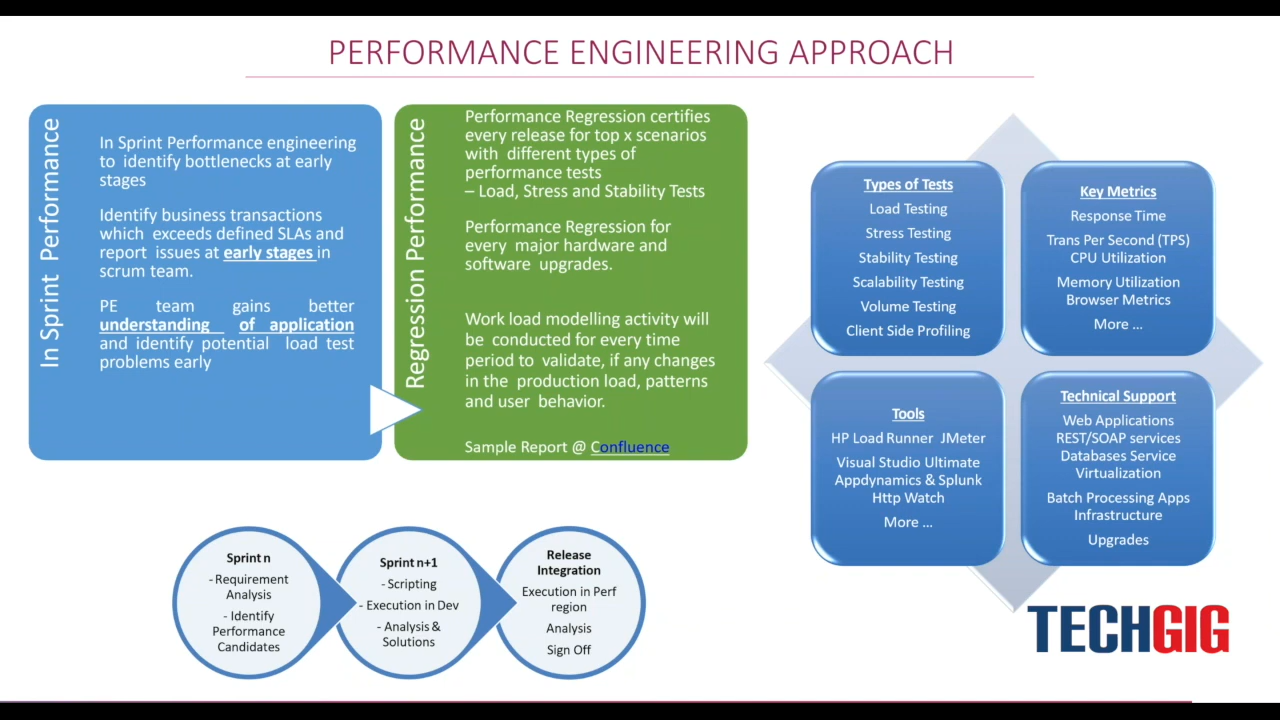 PERFORMANCE ENGINEERING APPROACH
In Sprint Performance
In Sprint Performance engineering
to identify bottlenecks at early
stages
Identify business transactions
which exceeds defined SLAs and
report issues at early stages in
scrum team.
PE team gains better
understanding of application
and identify potential load test
problems early
Regression Performance
Performance Regression certifies
every release for top x scenarios
with different types of
performance tests
– Load, Stress and Stability Tests
Performance Regression for
every major hardware and
software upgrades.
Work load modelling activity will
be conducted for every time
period to validate, if any changes
in the production load, patterns
and user behavior.
Sample Report @ Confluence
Types of Tests
Load Testing
Stress Testing
Stability Testing
Scalability Testing
Volume Testing
Client Side Profiling
Key Metrics
Response Time
Trans Per Second (TPS)
CPU Utilization
Memory Utilization
Browser Metrics
More ...
Tools
HP Load Runner JMeter
Visual Studio Ultimate
Appdynamics & Splunk
Http Watch
More ...
Technical Support
Web Applications
REST/SOAP services
Databases Service
Virtualization
Batch Processing Apps
Infrastructure
Upgrades
Sprint n
- Requirement
Analysis
- Identify
Performance
Candidates
Sprint n+1
- Scripting
- Execution in Dev
- Analysis &
Solutions
Release
Integration
Execution in Perf
region
Analysis
Sign Off
TECHGIG